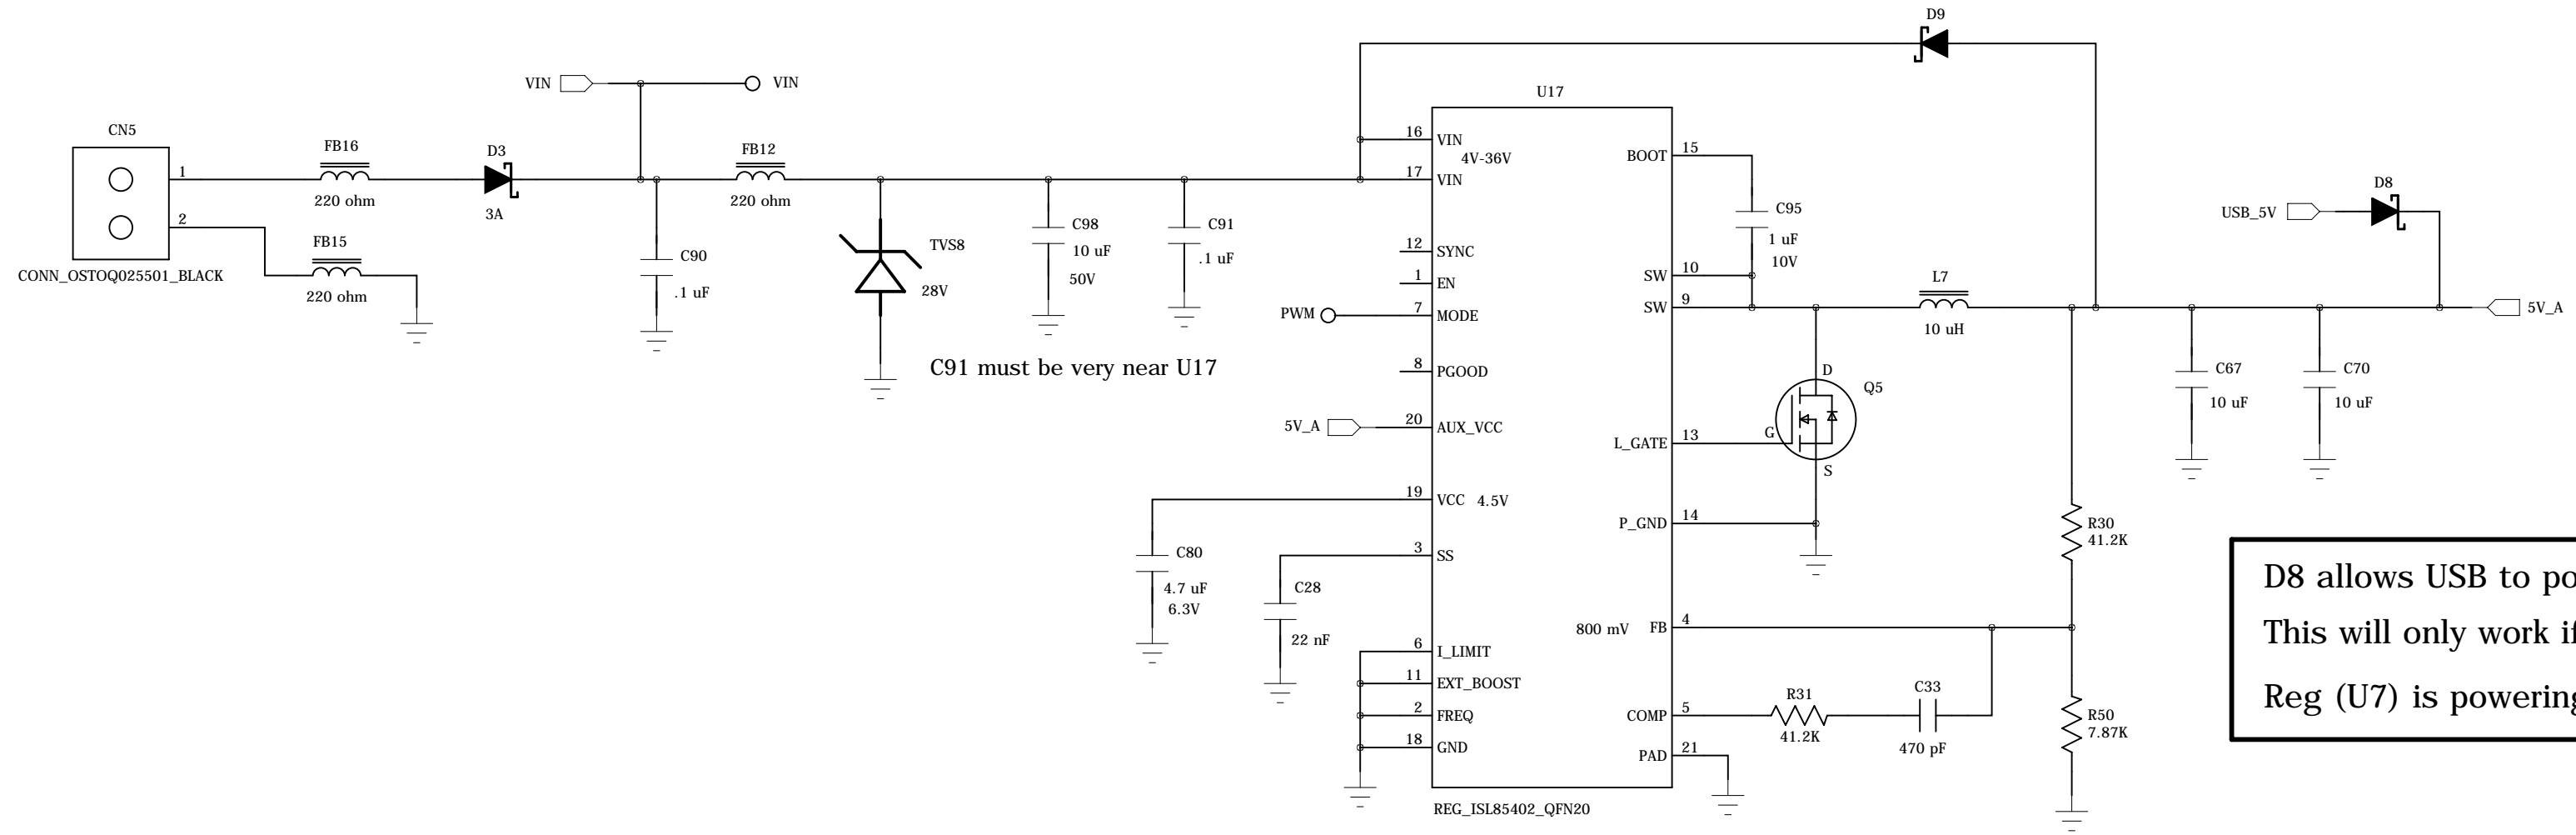 D9
VIN
VIN
CN5
1
2
CONN_OSTOQ025501_BLACK
FB16
220 ohm
FB15
220 ohm
D3
3A
C90
.1 uF
FB12
220 ohm
TVS8
28V
C98
10 uF
50V
C91
.1 uF
C91 must be very near U17
U17
16 VIN
4V-36V
17 VIN
12 SYNC
1 EN
PWM 7 MODE
8 PGOOD
5V_A 20 AUX_VCC
19 VCC 4.5V
C80
4.7 uF
6.3V
3 SS
C28
22 nF
6 I_LIMIT
11 EXT_BOOST
2 FREQ
18 GND
REG_ISL85402_QFN20
BOOT 15
C95
1 uF
10V
SW 10
SW 9
L7
10 uH
D
Q5
G
S
L_GATE 13
P_GND 14
800 mV FB 4
COMP 5
R31
41.2K
C33
470 pF
PAD 21
R30
41.2K
R50
7.87K
USB_5V
D8
5V_A
C67
10 uF
C70
10 uF
D8 allows USB to po
This will only work if
Reg (U7) is powering